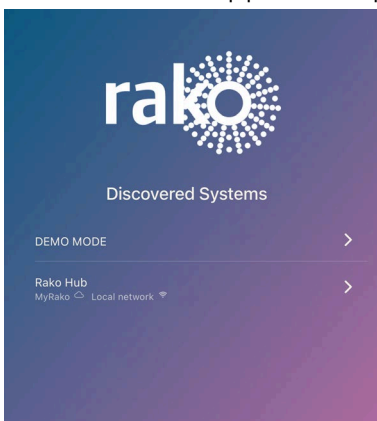 rako
Discovered Systems
DEMO MODE
Rako Hub
MyRako Local network